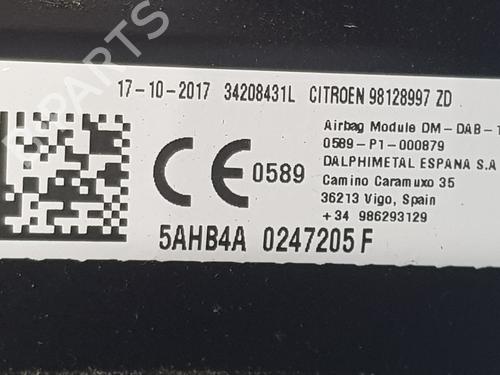 B-PARTS
17-10-2017 34208431L CITROEN 98128997 ZD
Airbag Module DM-DAB-1
0589-P1-000879
DALPHIMETAL ESPANA S.A
Camino Caramuxo 35
36213 Vigo, Spain
+34 986293129
CE 0589
5AHB4A 0247205 F